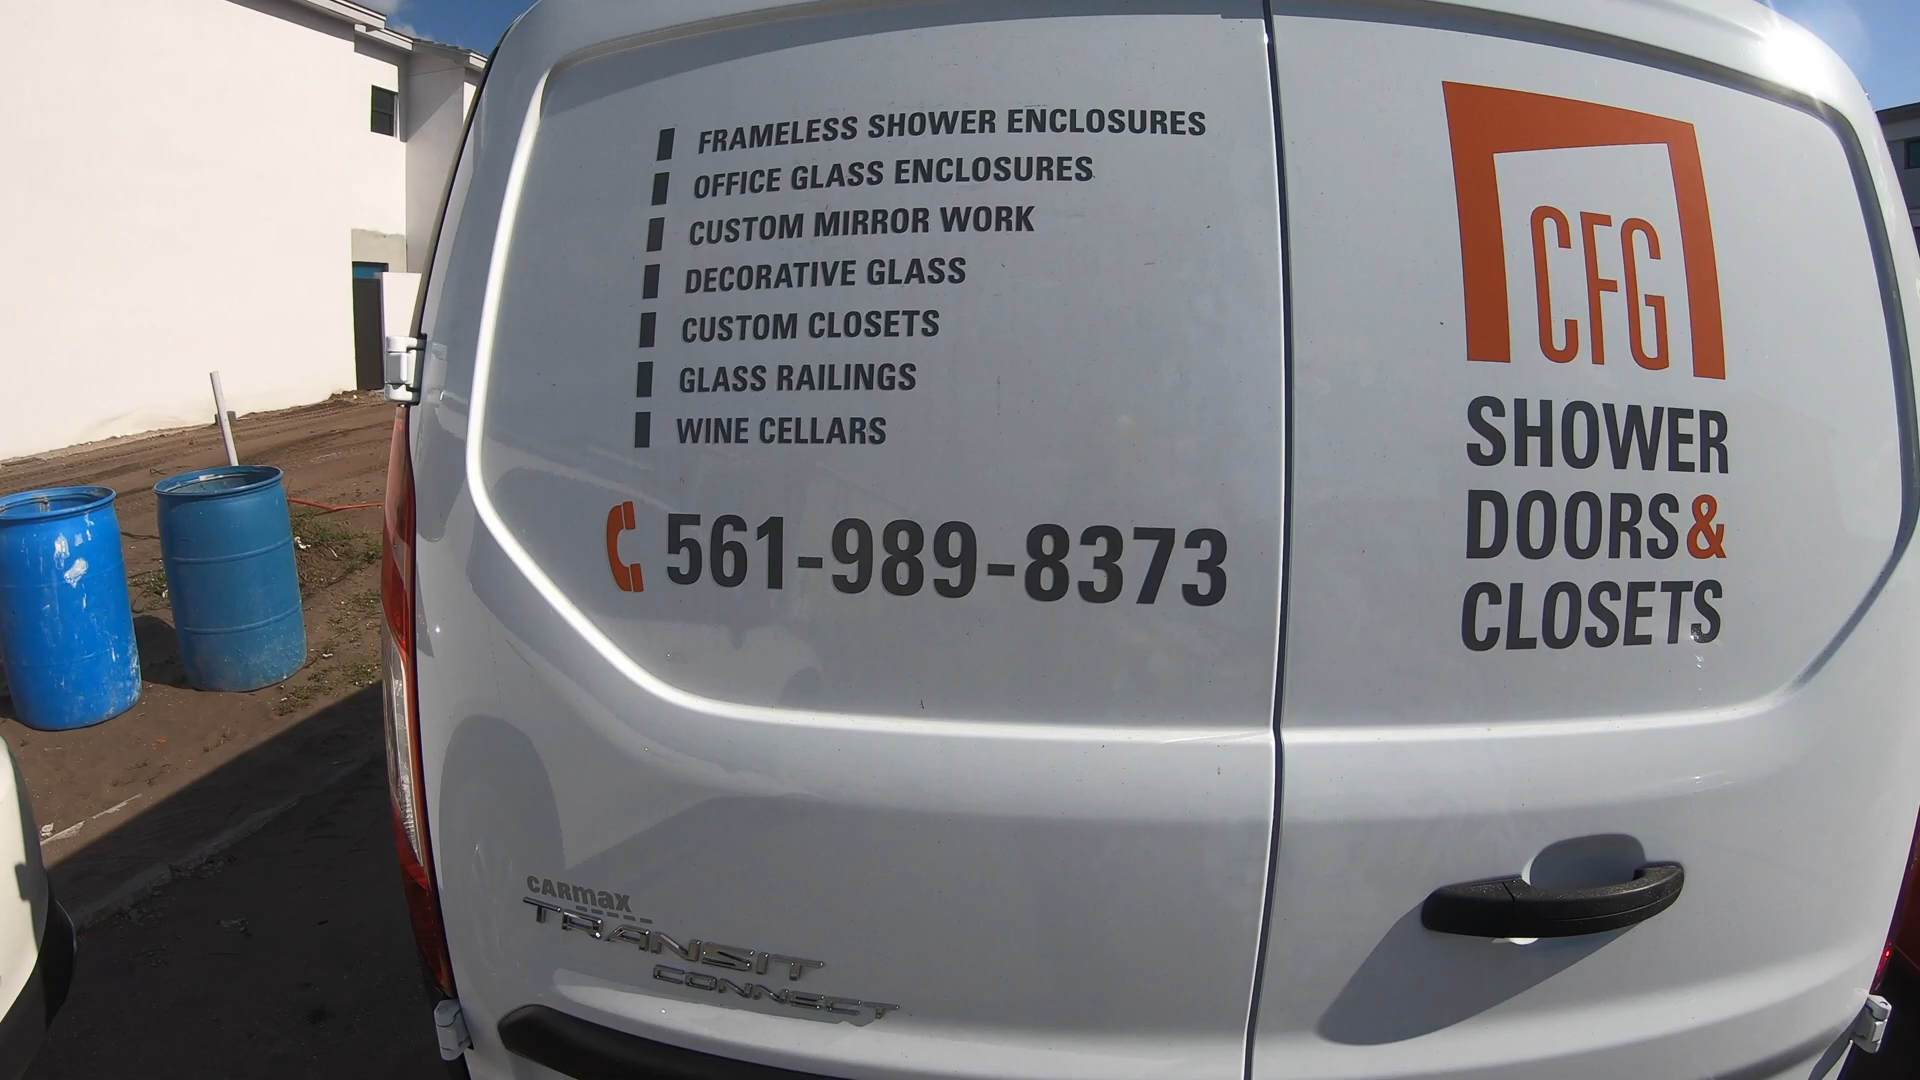 FRAMELESS SHOWER ENCLOSURES
OFFICE GLASS ENCLOSURES
CUSTOM MIRROR WORK
DECORATIVE GLASS
CUSTOM CLOSETS
GLASS RAILINGS
WINE CELLARS
561-989-8373
CFG
SHOWER
DOORS&
CLOSETS
CARmax
TRANSIT
CONNECT